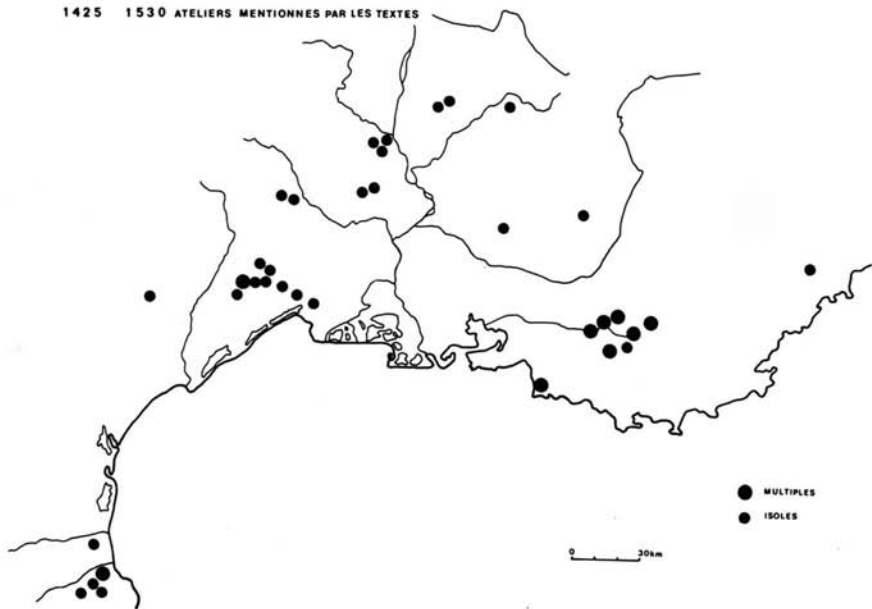 1425 1530 ATELIERS MENTIONNES PAR LES TEXTES
MULTIPLES
ISOLES
0 30km